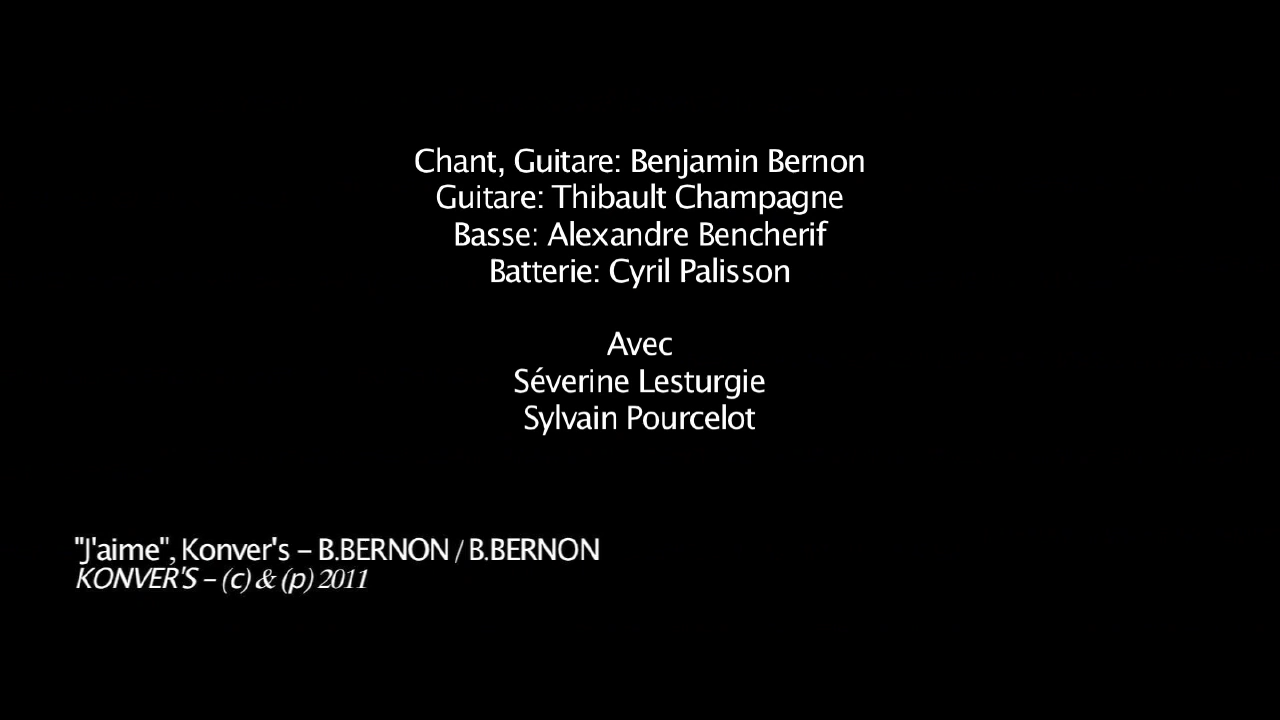 Chant, Guitare: Benjamin Bernon
Guitare: Thibault Champagne
Basse: Alexandre Bencherif
Batterie: Cyril Palisson
Avec
Séverine Lesturgie
Sylvain Pourcelot
"J'aime", Konver's – B.BERNON / B.BERNON
KONVER'S – (c) & (p) 2011